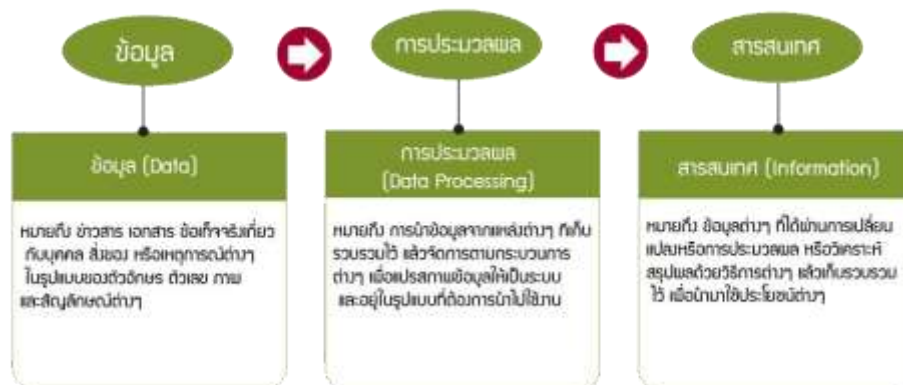 ข้อมูล
การประมวลผล
สารสนเทศ
ข้อมูล (Data)
หมายถึง ข่าวสาร เอกสาร ข้อเท็จจริงเกี่ยว
กับบุคคล สิ่งของ หรือเหตุการณ์ต่างๆ
ในรูปแบบของตัวอักษร ตัวเลข ภาพ
และสัญลักษณ์ต่างๆ
การประมวลผล
(Data Processing)
หมายถึง การนำข้อมูลจากแหล่งต่างๆ ที่เก็บ
รวบรวมไว้ แล้วจัดการตามกระบวนการ
ต่างๆ เพื่อแปรสภาพข้อมูลให้เป็นระบบ
และอยู่ในรูปแบบที่ต้องการนำไปใช้งาน
สารสนเทศ (Information)
หมายถึง ข้อมูลต่างๆ ที่ได้ผ่านการเปลี่ยน
แปลงหรือการประมวลผล หรือวิเคราะห์
สรุปผลด้วยวิธีการต่างๆ แล้วเก็บรวบรวม
ไว้ เพื่อนำมาใช้ประโยชน์ต่างๆ